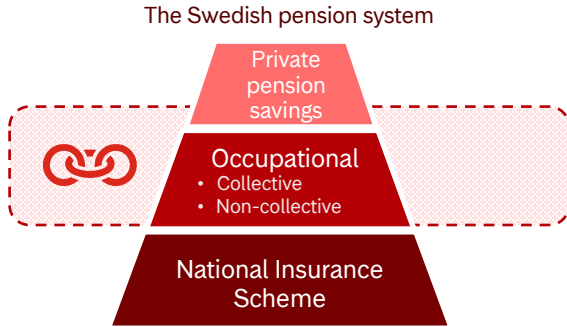 The Swedish pension system
Private
pension
savings
Occupational
• Collective
• Non-collective
National Insurance
Scheme